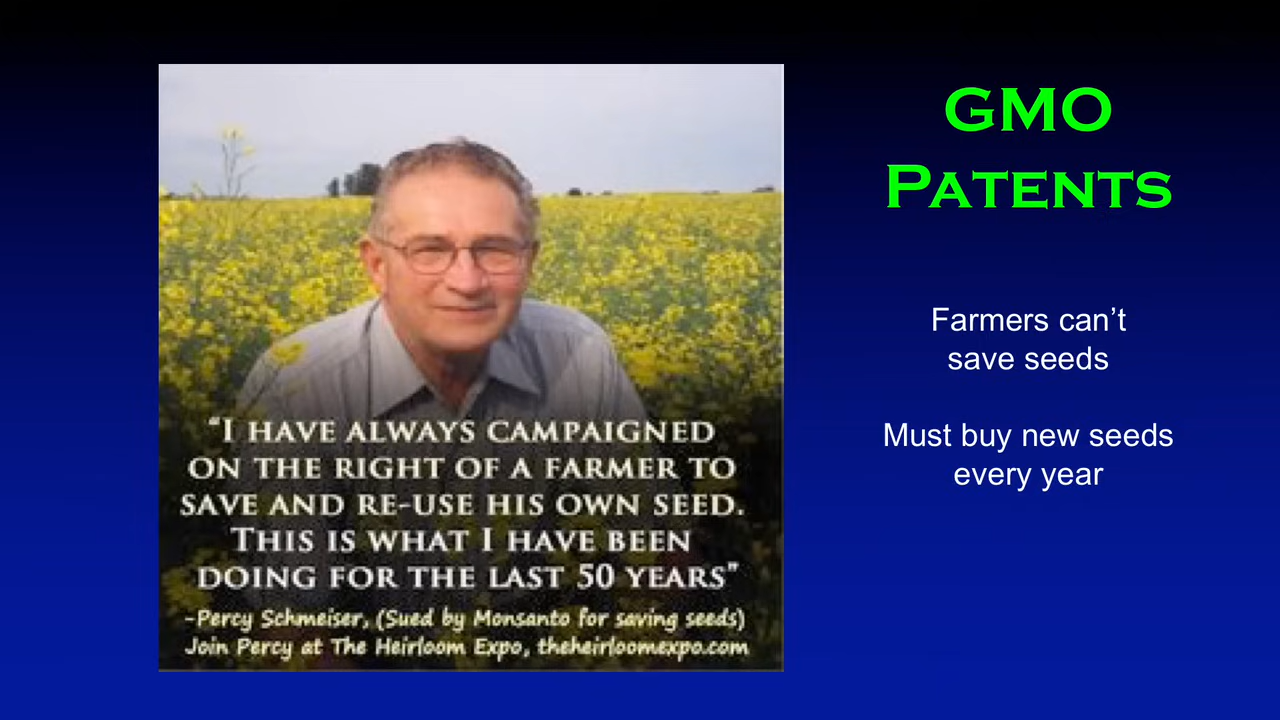 GMO
PATENTS
Farmers can’t
save seeds
Must buy new seeds
every year
“I HAVE ALWAYS CAMPAIGNED
ON THE RIGHT OF A FARMER TO
SAVE AND RE-USE HIS OWN SEED.
THIS IS WHAT I HAVE BEEN
DOING FOR THE LAST 50 YEARS”
-Percy Schmeiser, (Sued by Monsanto for saving seeds)
Join Percy at The Heirloom Expo, theheirloomexpo.com